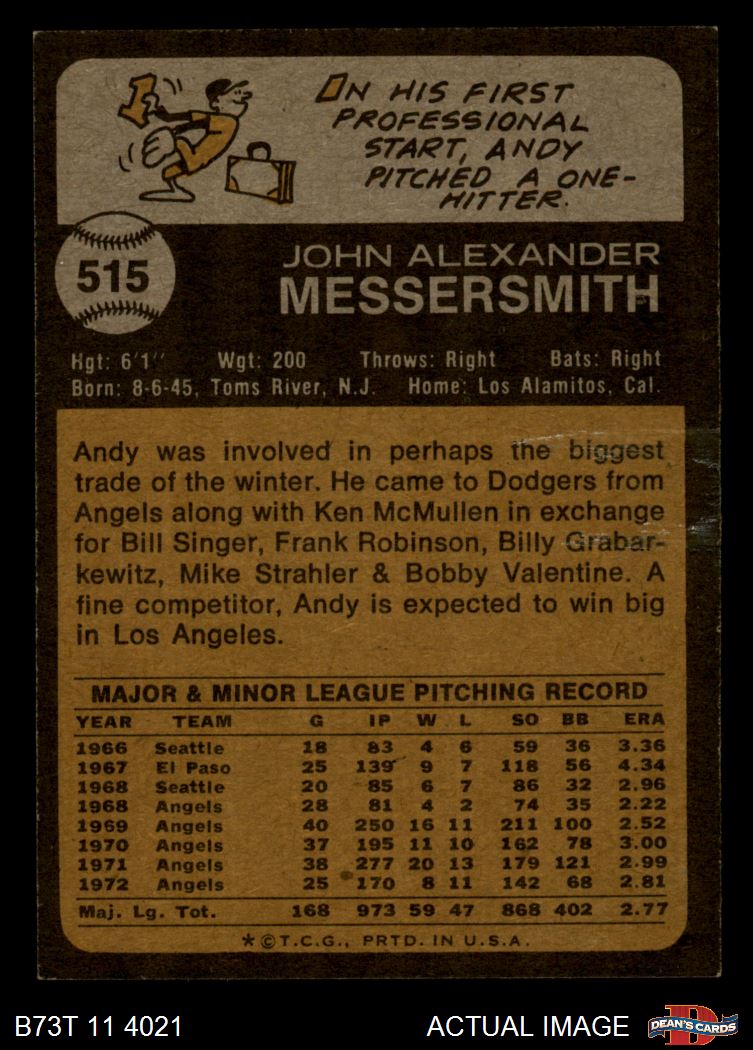 ON HIS FIRST
PROFESSIONAL
START, ANDY
PITCHED A ONE-
HITTER.
1
515
JOHN ALEXANDER
MESSERSMITH
Hgt: 6'1" Wgt: 200 Throws: Right Bats: Right
Born: 8-6-45, Toms River, N.J. Home: Los Alamitos, Cal.
Andy was involved in perhaps the biggest
trade of the winter. He came to Dodgers from
Angels along with Ken McMullen in exchange
for Bill Singer, Frank Robinson, Billy Grabar-
kewitz, Mike Strahler & Bobby Valentine. A
fine competitor, Andy is expected to win big
in Los Angeles.
MAJOR & MINOR LEAGUE PITCHING RECORD
YEAR TEAM G IP W L SO BB ERA
1966 Seattle 18 83 4 6 59 36 3.36
1967 El Paso 25 139 9 7 118 56 4.34
1968 Seattle 20 85 6 7 86 32 2.96
1968 Angels 28 81 4 2 74 35 2.22
1969 Angels 40 250 16 11 211 100 2.52
1970 Angels 37 195 11 10 162 78 3.00
1971 Angels 38 277 20 13 179 121 2.99
1972 Angels 25 170 8 11 142 68 2.81
Maj. Lg. Tot. 168 973 59 47 868 402 2.77
*©T.C.G., PRTD. IN U.S.A.
B73T 11 4021 ACTUAL IMAGE D DEAN'S CARDS